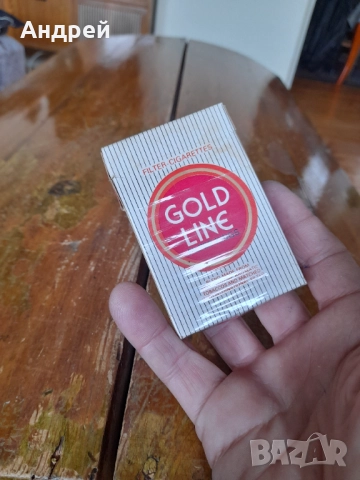 Андрей
FILTER-CIGARETTES
GOLD
LINE
BAZAR